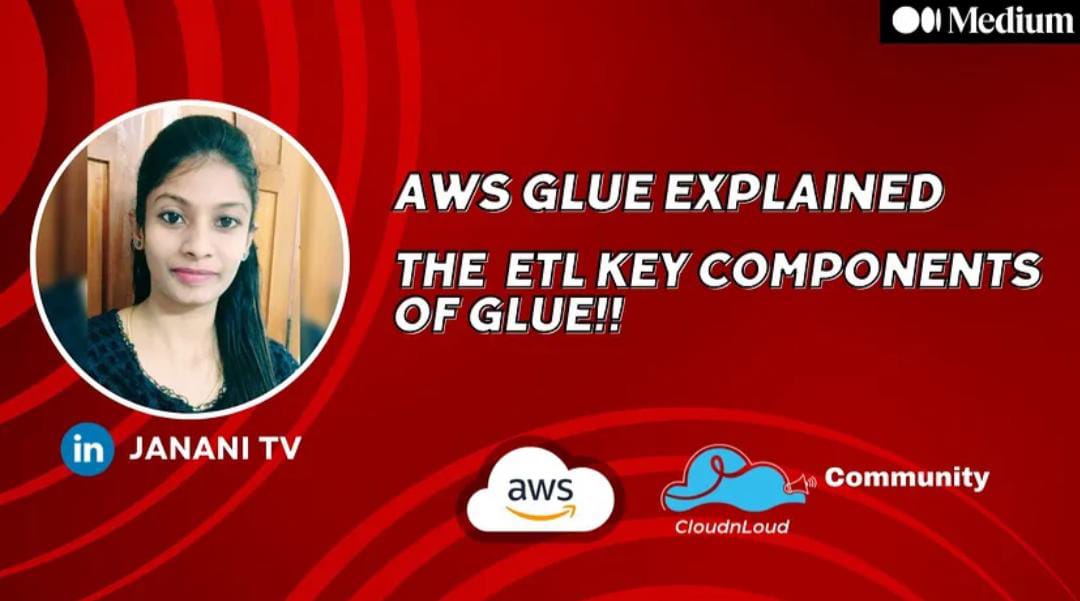 Medium
AWS GLUE EXPLAINED
THE ETL KEY COMPONENTS
OF GLUE!!
in JANANI TV
aws
CloudnLoud
Community